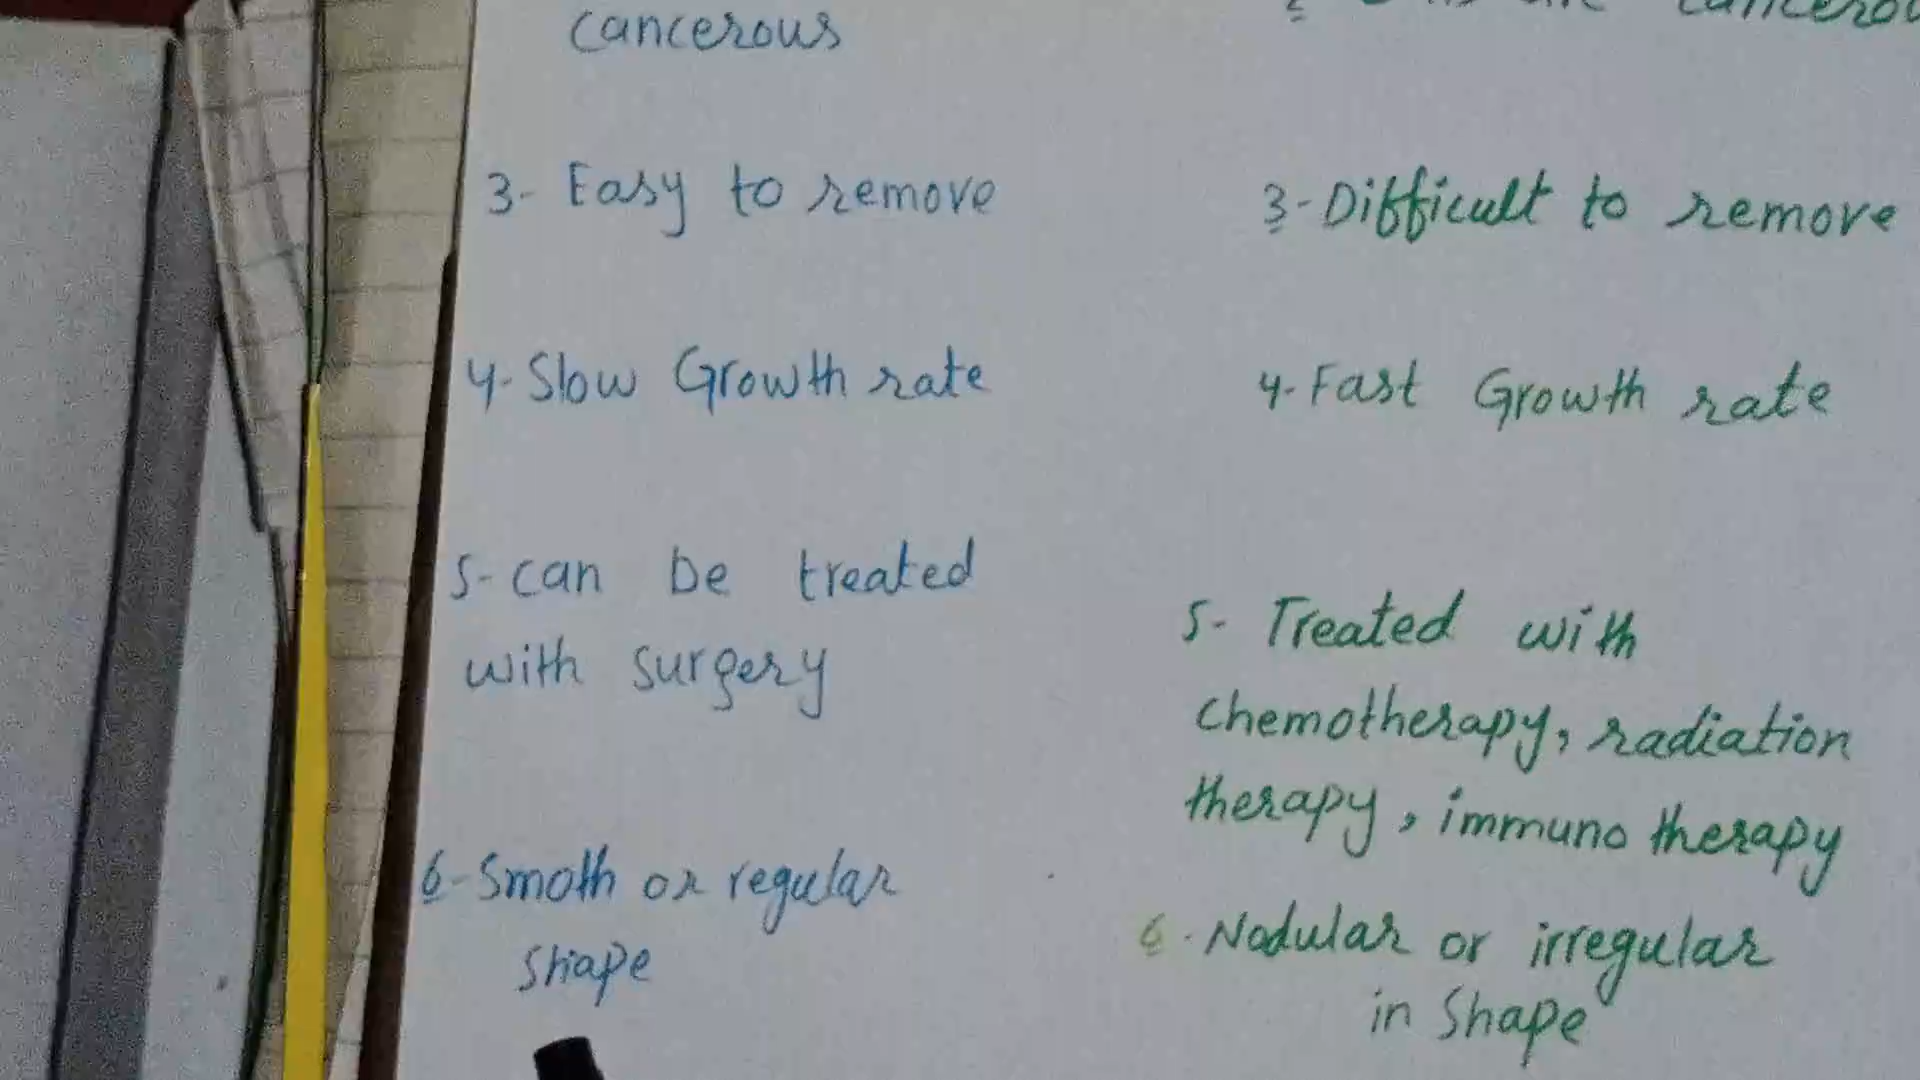 cancerous
3- Easy to remove
4- Slow Growth rate
5- can be treated
with surgery
6- Smoth or regular
shape
cancerou
3- Difficult to remove
4- Fast Growth rate
5- Treated with
chemotherapy, radiation
therapy, immuno therapy
6. Nodular or irregular
in Shape